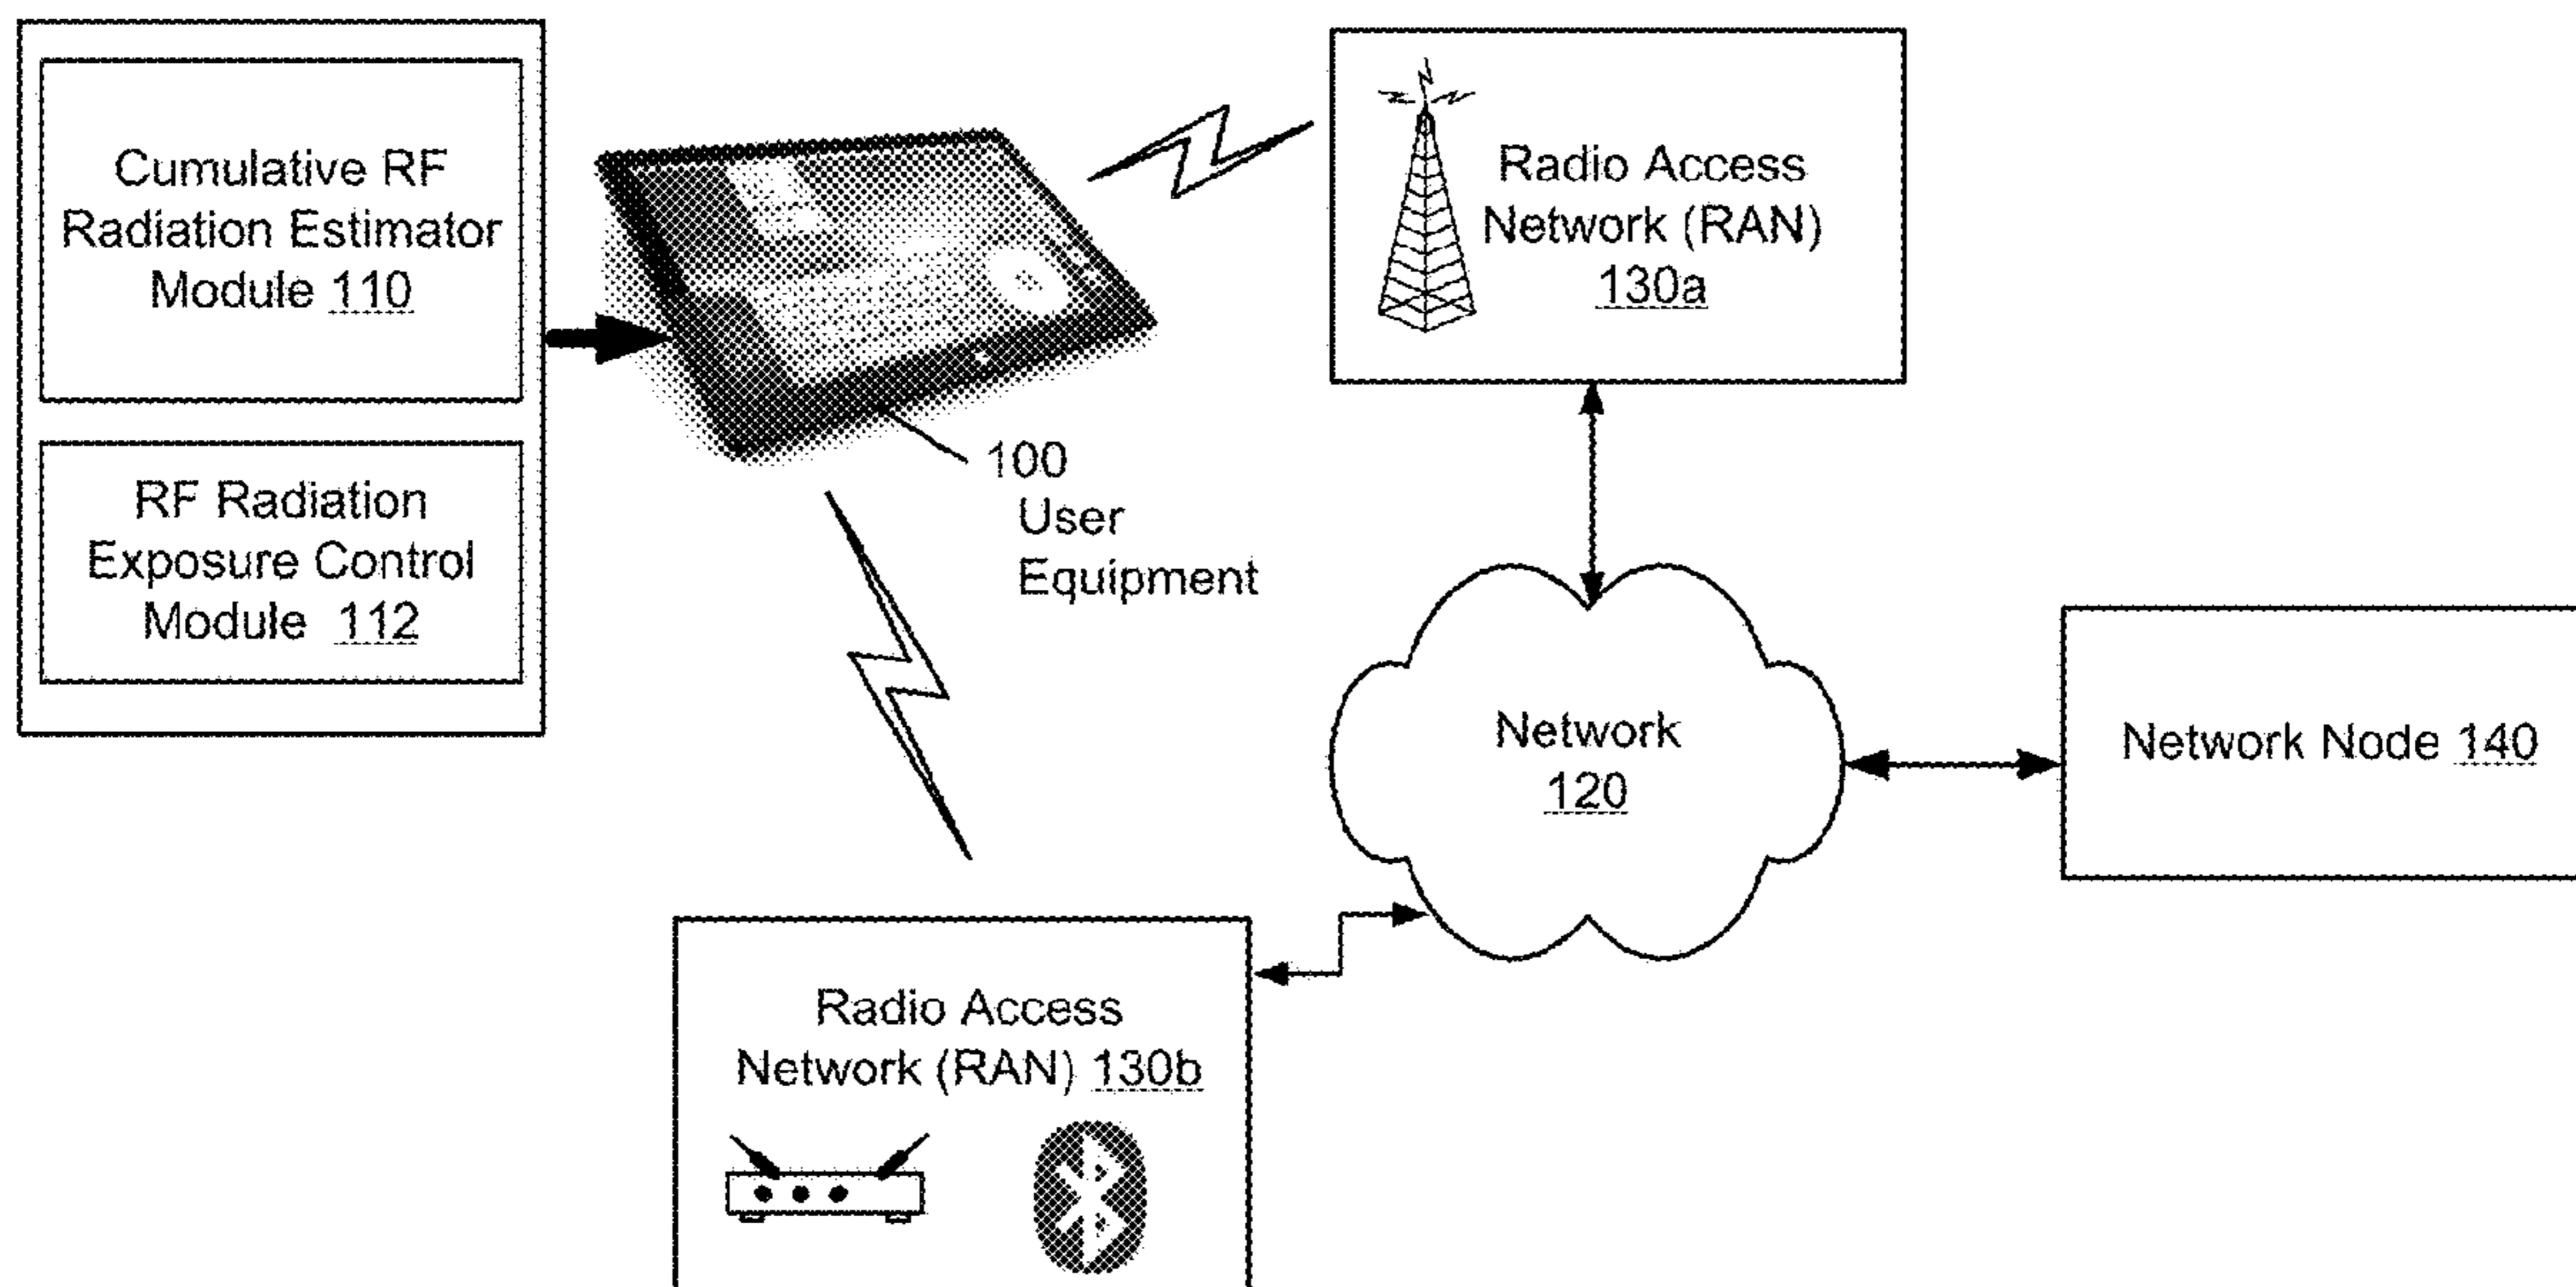 Cumulative RF
Radiation Estimator
Module 110
RF Radiation
Exposure Control
Module 112
100
User
Equipment
Radio Access
Network (RAN)
130a
Network
120
Network Node 140
Radio Access
Network (RAN) 130b